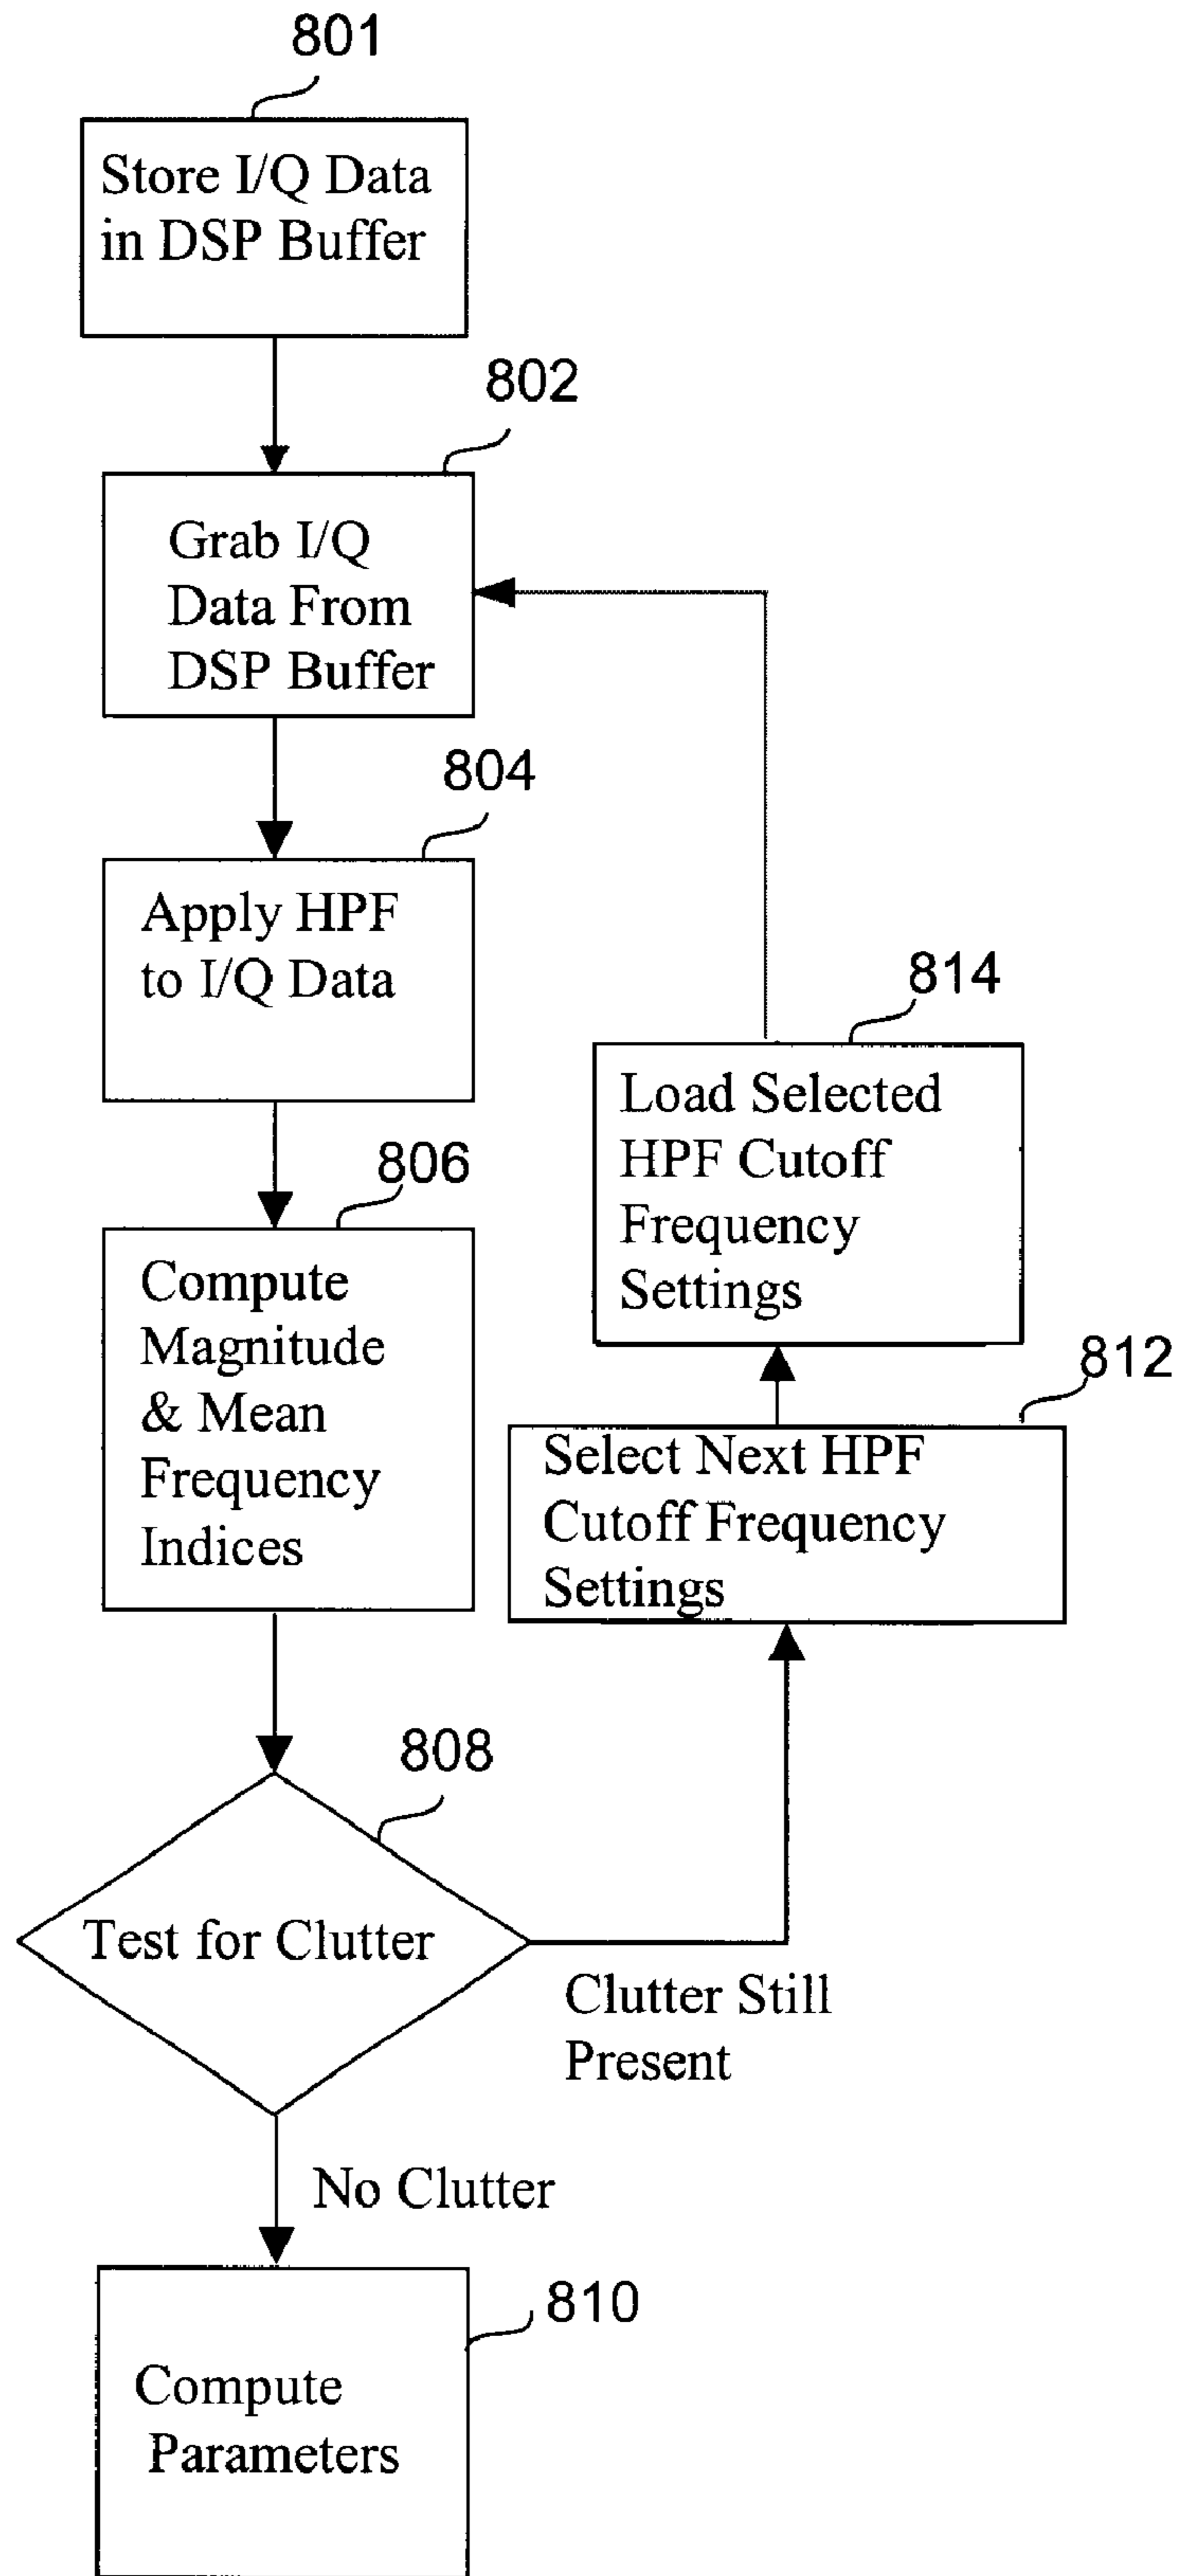 801
Store I/Q Data
in DSP Buffer
802
Grab I/Q
Data From
DSP Buffer
804
Apply HPF
to I/Q Data
806
Compute
Magnitude
& Mean
Frequency
Indices
814
Load Selected
HPF Cutoff
Frequency
Settings
812
Select Next HPF
Cutoff Frequency
Settings
808
Test for Clutter
Clutter Still
Present
No Clutter
810
Compute
Parameters